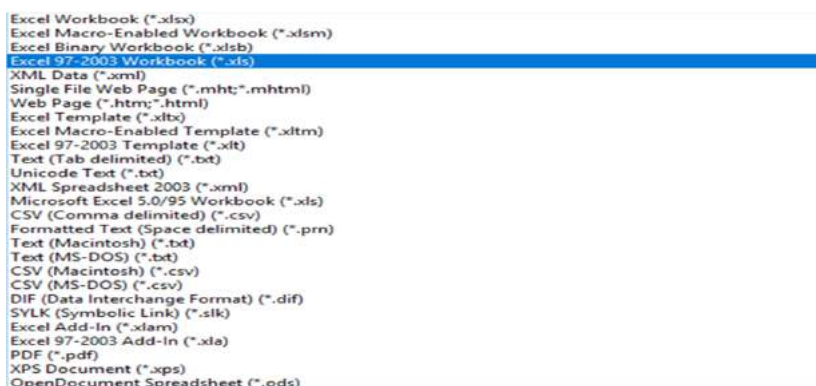 Excel Workbook (*.xlsx)
Excel Macro-Enabled Workbook (*.xlsm)
Excel Binary Workbook (*.xlsb)
Excel 97-2003 Workbook (*.xls)
XML Data (*.xml)
Single File Web Page (*.mht;*.mhtml)
Web Page (*.htm;*.html)
Excel Template (*.xltx)
Excel Macro-Enabled Template (*.xltm)
Excel 97-2003 Template (*.xlt)
Text (Tab delimited) (*.txt)
Unicode Text (*.txt)
XML Spreadsheet 2003 (*.xml)
Microsoft Excel 5.0/95 Workbook (*.xls)
CSV (Comma delimited) (*.csv)
Formatted Text (Space delimited) (*.prn)
Text (Macintosh) (*.txt)
Text (MS-DOS) (*.txt)
CSV (Macintosh) (*.csv)
CSV (MS-DOS) (*.csv)
DIF (Data Interchange Format) (*.dif)
SYLK (Symbolic Link) (*.slk)
Excel Add-In (*.xlam)
Excel 97-2003 Add-In (*.xla)
PDF (*.pdf)
XPS Document (*.xps)
OpenDocument Spreadsheet (*.ods)